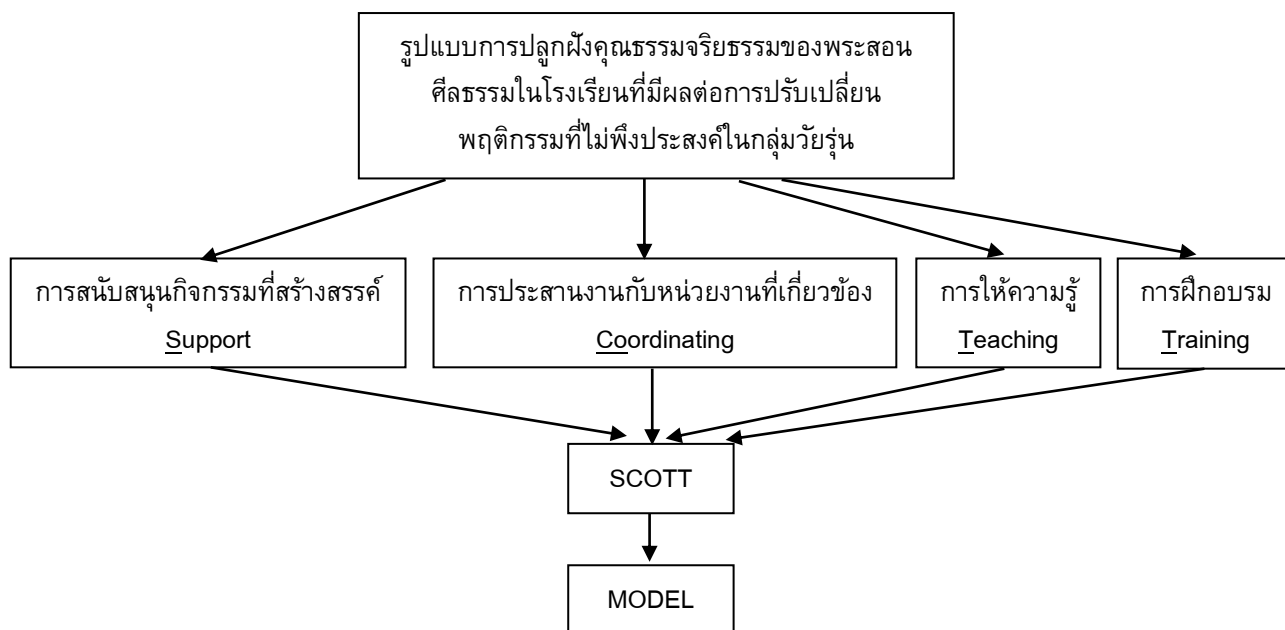 รูปแบบการปลูกฝังคุณธรรมจริยธรรมของพระสอน
ศีลธรรมในโรงเรียนที่มีผลต่อการปรับเปลี่ยน
พฤติกรรมที่ไม่พึงประสงค์ในกลุ่มวัยรุ่น
การสนับสนุนกิจกรรมที่สร้างสรรค์
Support
การประสานงานกับหน่วยงานที่เกี่ยวข้อง
Coordinating
การให้ความรู้
Teaching
การฝึกอบรม
Training
SCOTT
MODEL